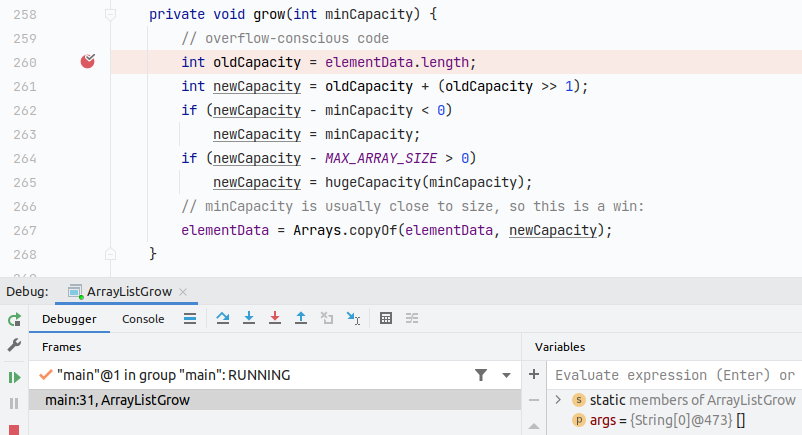 258 private void grow(int minCapacity) {
259 // overflow-conscious code
260 int oldCapacity = elementData.length;
261 int newCapacity = oldCapacity + (oldCapacity >> 1);
262 if (newCapacity - minCapacity < 0)
263 newCapacity = minCapacity;
264 if (newCapacity - MAX_ARRAY_SIZE > 0)
265 newCapacity = hugeCapacity(minCapacity);
266 // minCapacity is usually close to size, so this is a win:
267 elementData = Arrays.copyOf(elementData, newCapacity);
268 }
Debug: ArrayListGrow
Debugger Console
Frames Variables
"main"@1 in group "main": RUNNING
Evaluate expression (Enter) or
main:31, ArrayListGrow
s static members of ArrayListGrow
p args = {String[0]@473} []